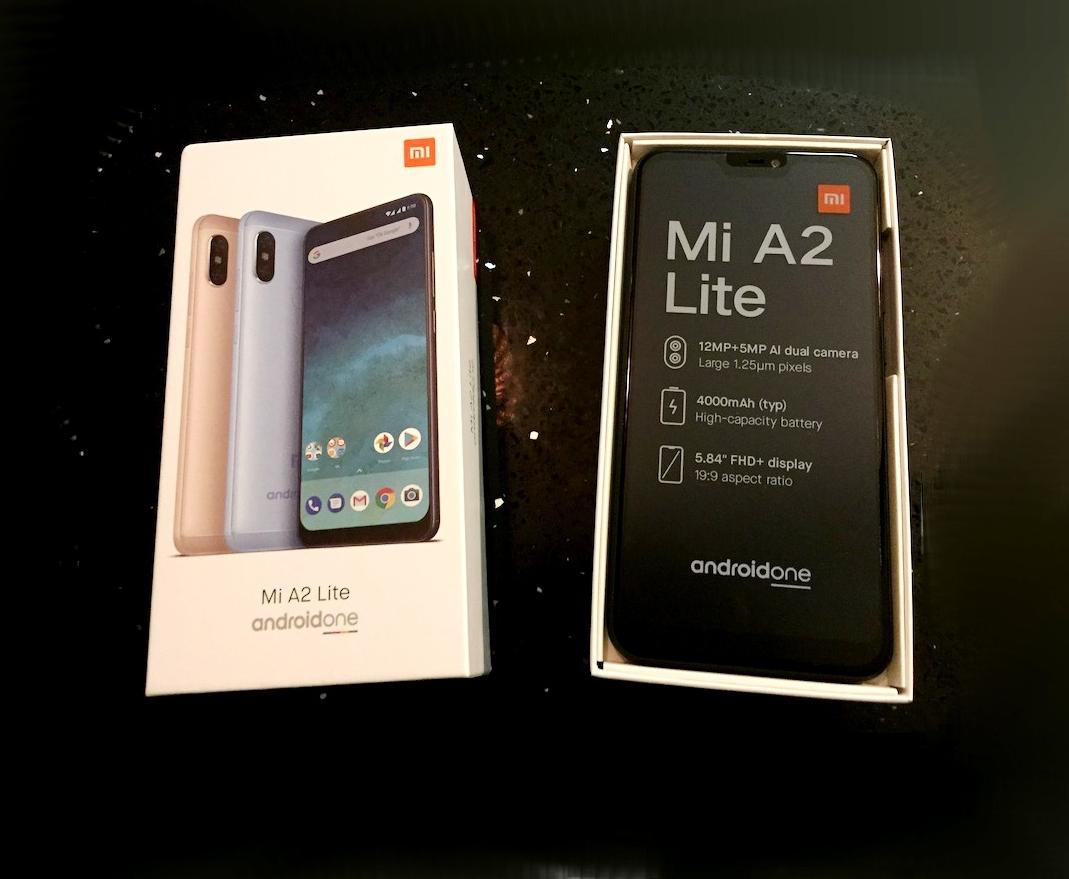 mi
Mi A2 Lite
androidone
mi
Mi A2
Lite
12MP+5MP AI dual camera
Large 1.25μm pixels
4000mAh (typ)
High-capacity battery
5.84" FHD+ display
19:9 aspect ratio
androidone